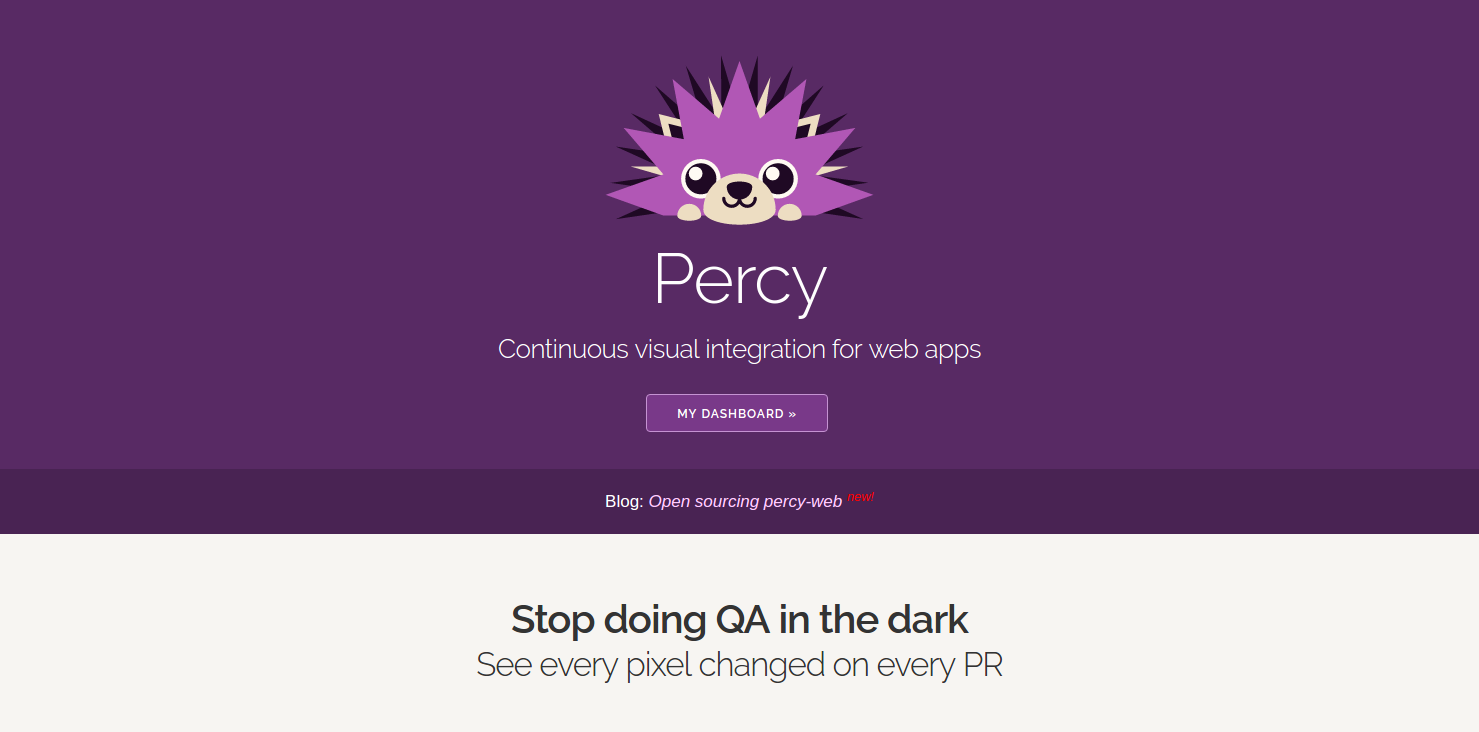 Percy
Continuous visual integration for web apps
MY DASHBOARD »
Blog: Open sourcing percy-web new!
Stop doing QA in the dark
See every pixel changed on every PR